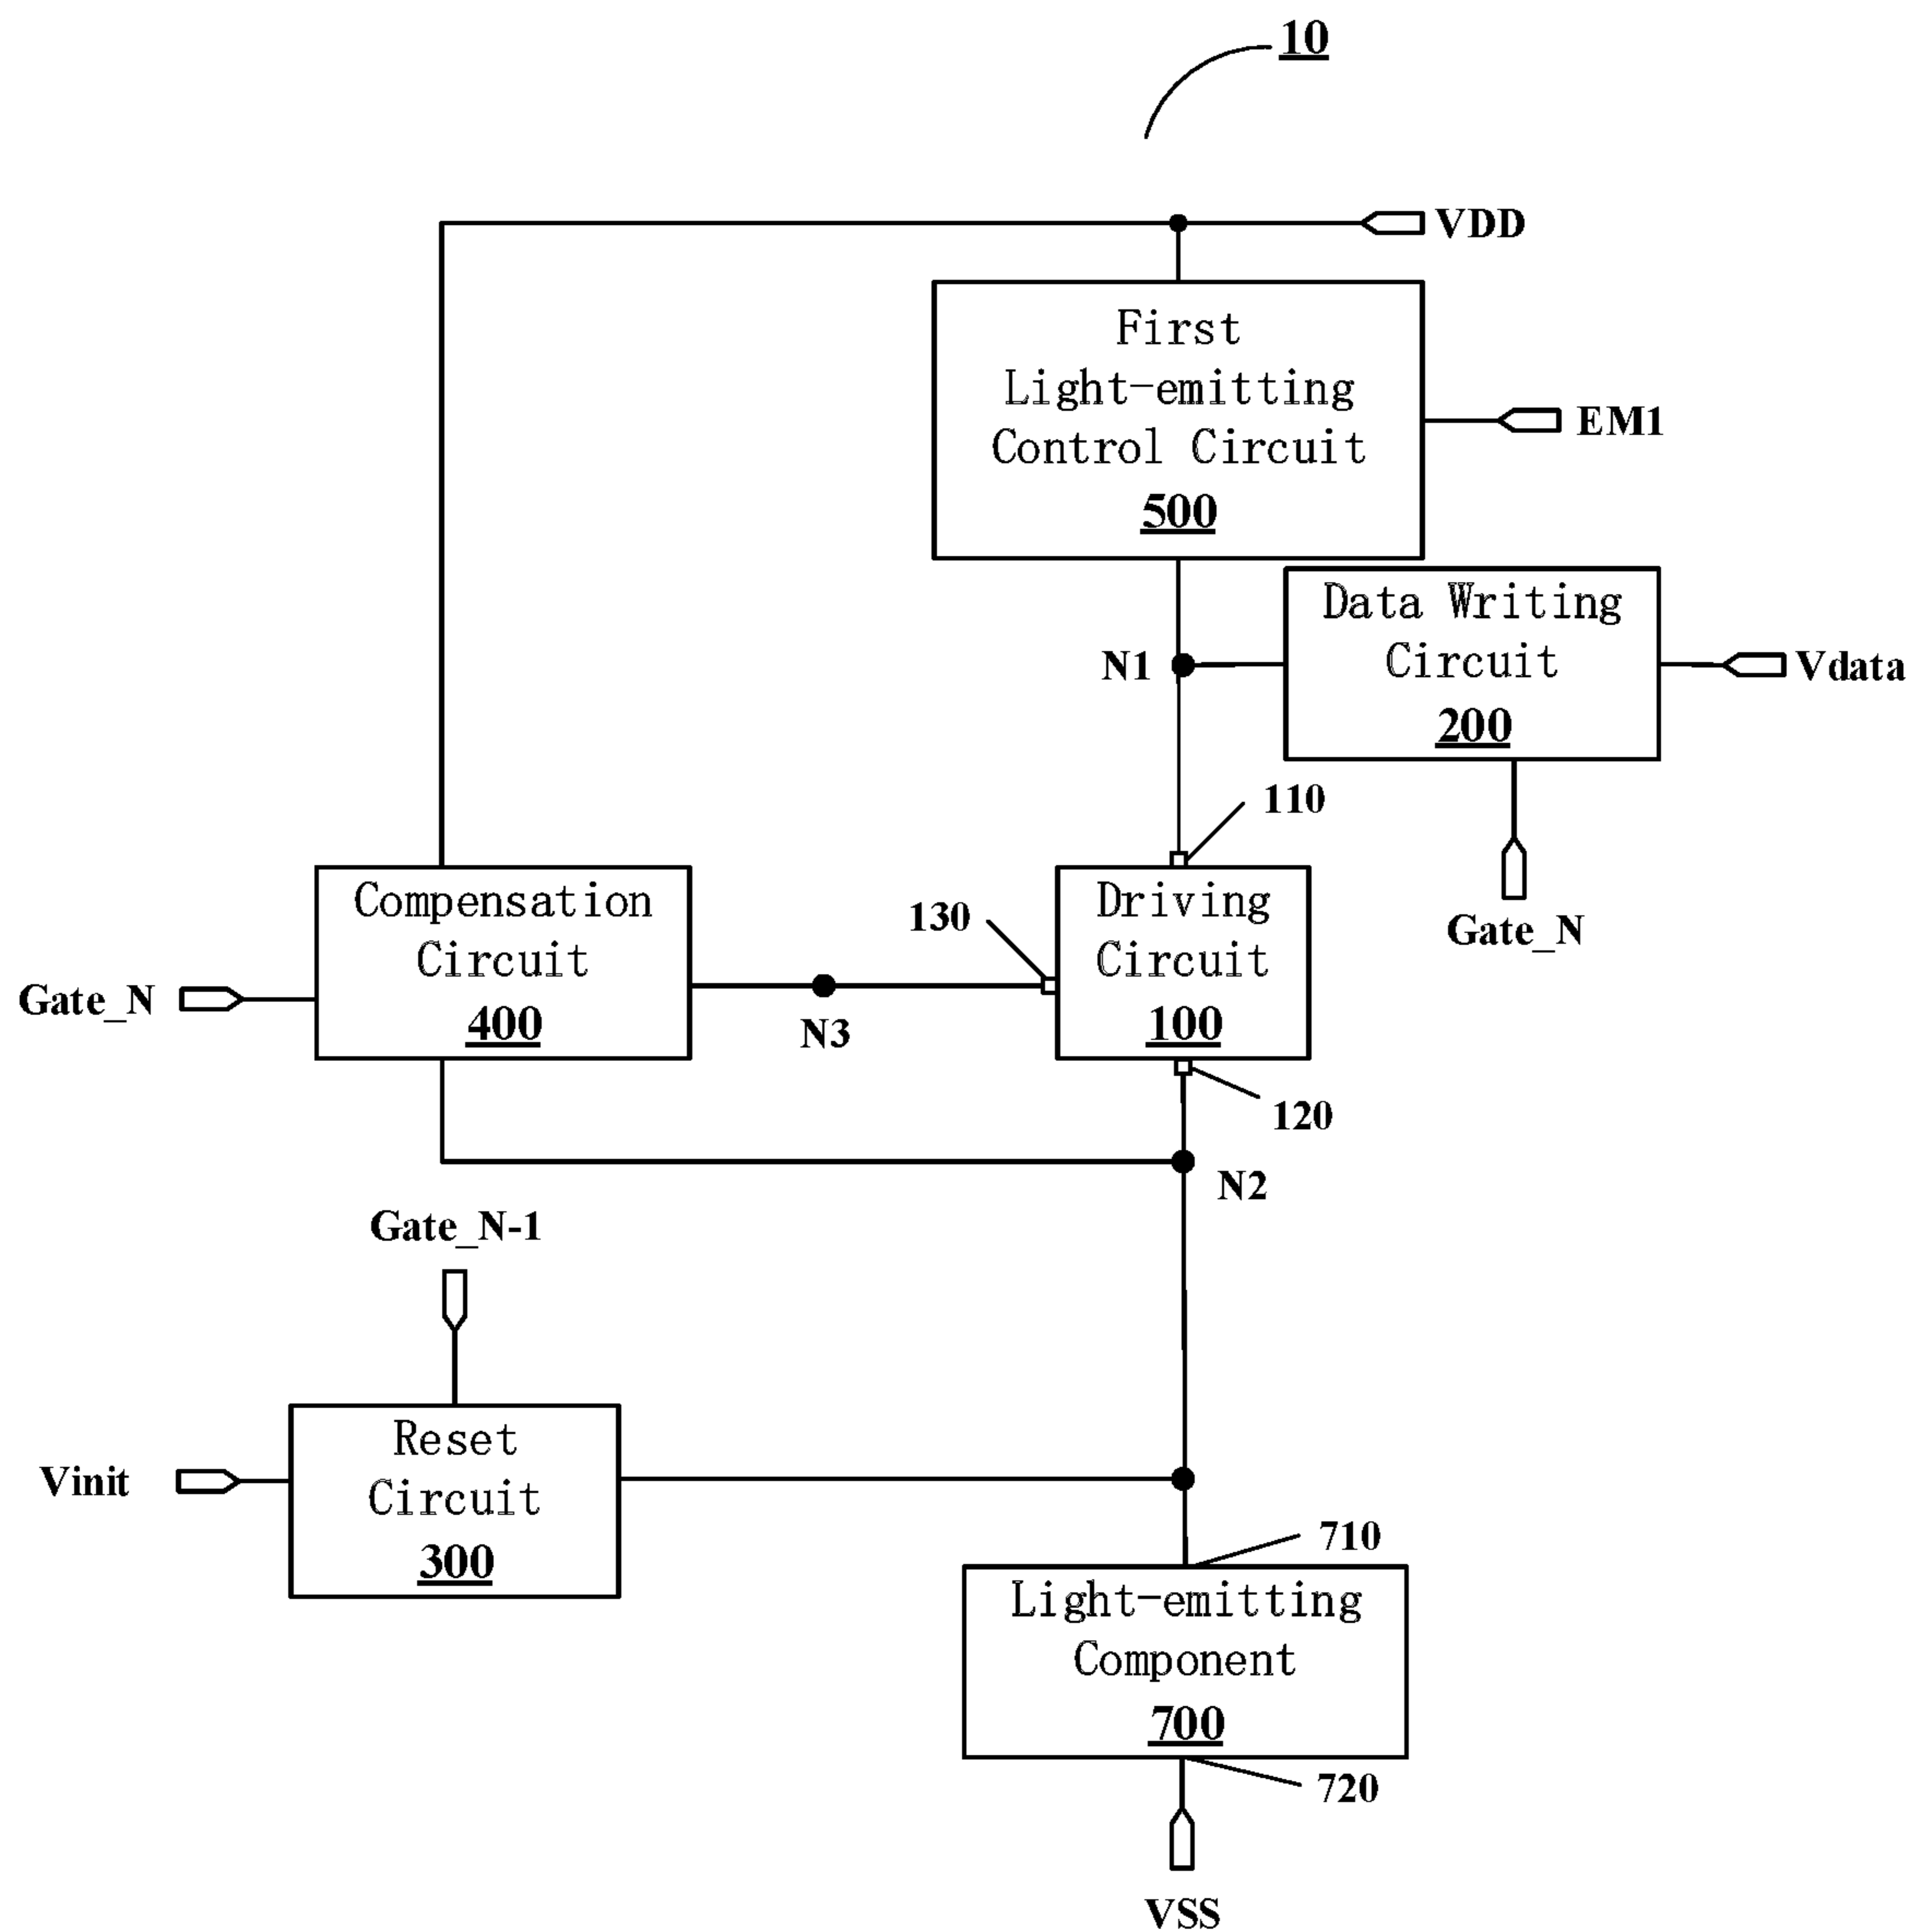 10
VDD
First
Light-emitting
Control Circuit
500
EM1
Data Writing
Circuit
200
N1
Vdata
110
Gate_N
Compensation
Circuit
400
130
Driving
Circuit
100
Gate_N
N3
120
N2
Gate_N-1
Reset
Circuit
300
Vinit
710
Light-emitting
Component
700
720
VSS